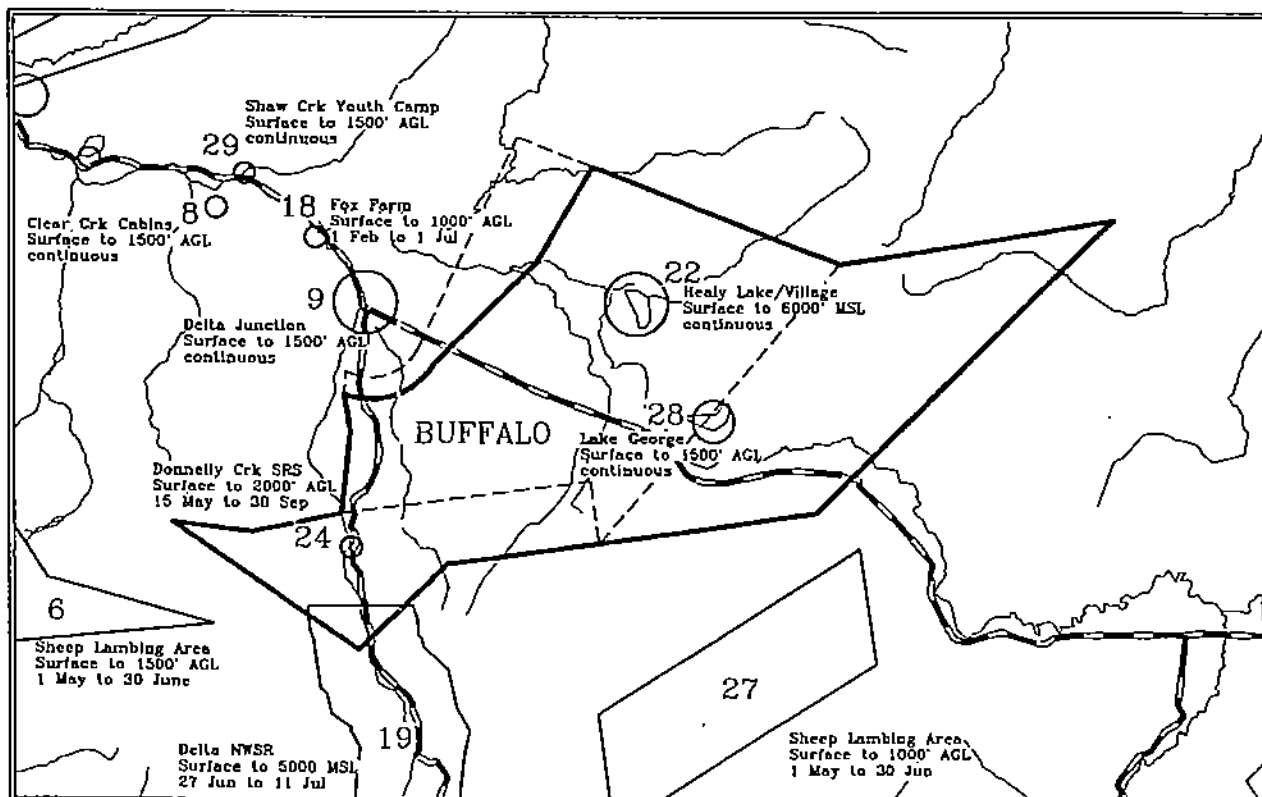 Shaw Crk Youth Camp
Surface to 1500' AGL
continuous
29
8
Clear Crk Cabins
Surface to 1500' AGL
continuous
18
Fox Farm
Surface to 1000' AGL
1 Feb to 1 Jul
9
Delta Junction
Surface to 1500' AGL
continuous
22
Healy Lake/Village
Surface to 6000' MSL
continuous
28
Lake George
Surface to 1500' AGL
continuous
BUFFALO
Donnelly Crk SRS
Surface to 2000' AGL
15 May to 30 Sep
24
6
Sheep Lambing Area
Surface to 1500' AGL
1 May to 30 June
27
19
Delta NWSR
Surface to 5000 MSL
27 Jun to 11 Jul
Sheep Lambing Area
Surface to 1000' AGL
1 May to 30 Jun